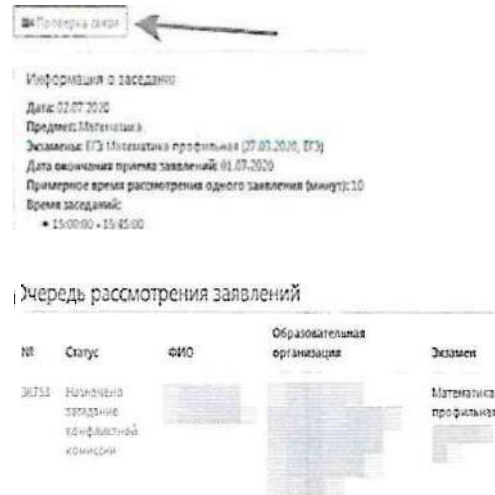 Проверка связи
Информация о заседании
Дата: 02.07.2020
Предмет: Математика
Экзамены: ЕГЭ Математика профильная (27.03.2020, ЕГЭ)
Дата окончания приема заявлений: 01.07.2020
Примерное время рассмотрения одного заявления (минут): 10
Время заседаний:
• 15:00:00 - 15:45:00
Очередь рассмотрения заявлений
№ Статус ФИО Образовательная организация Экзамен
36753 Назначено заседание конфликтной комиссии Математика профильная